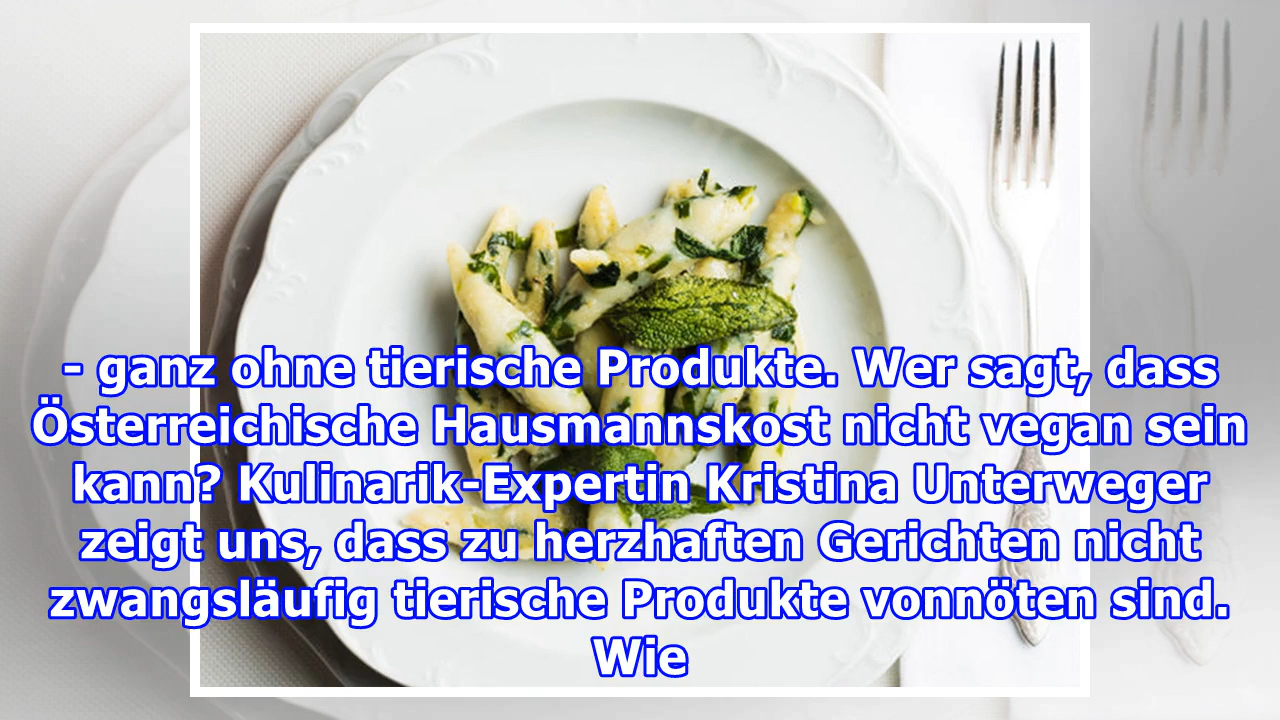 - ganz ohne tierische Produkte. Wer sagt, dass
Österreichische Hausmannskost nicht vegan sein
kann? Kulinarik-Expertin Kristina Unterweger
zeigt uns, dass zu herzhaften Gerichten nicht
zwangsläufig tierische Produkte vonnöten sind.
Wie